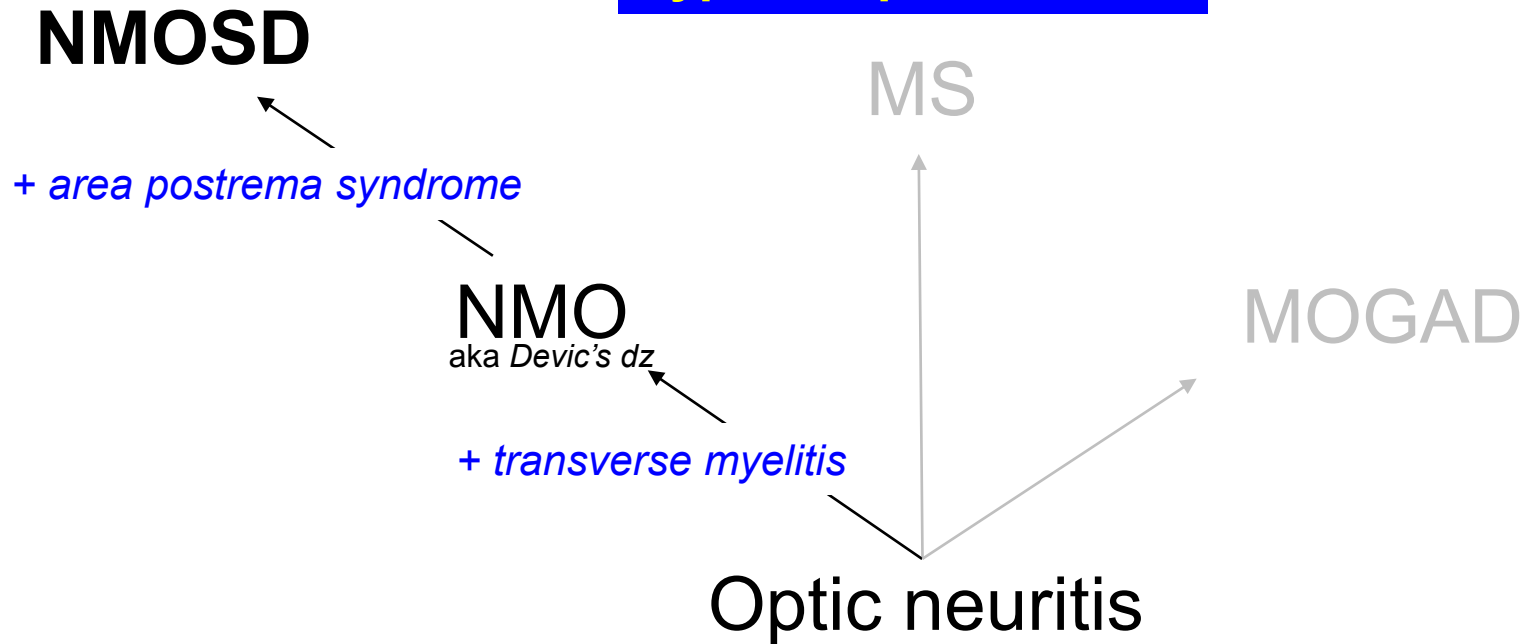 NMOSD
MS
+ area postrema syndrome
NMO
MOGAD
aka Devic's dz
+ transverse myelitis
Optic neuritis